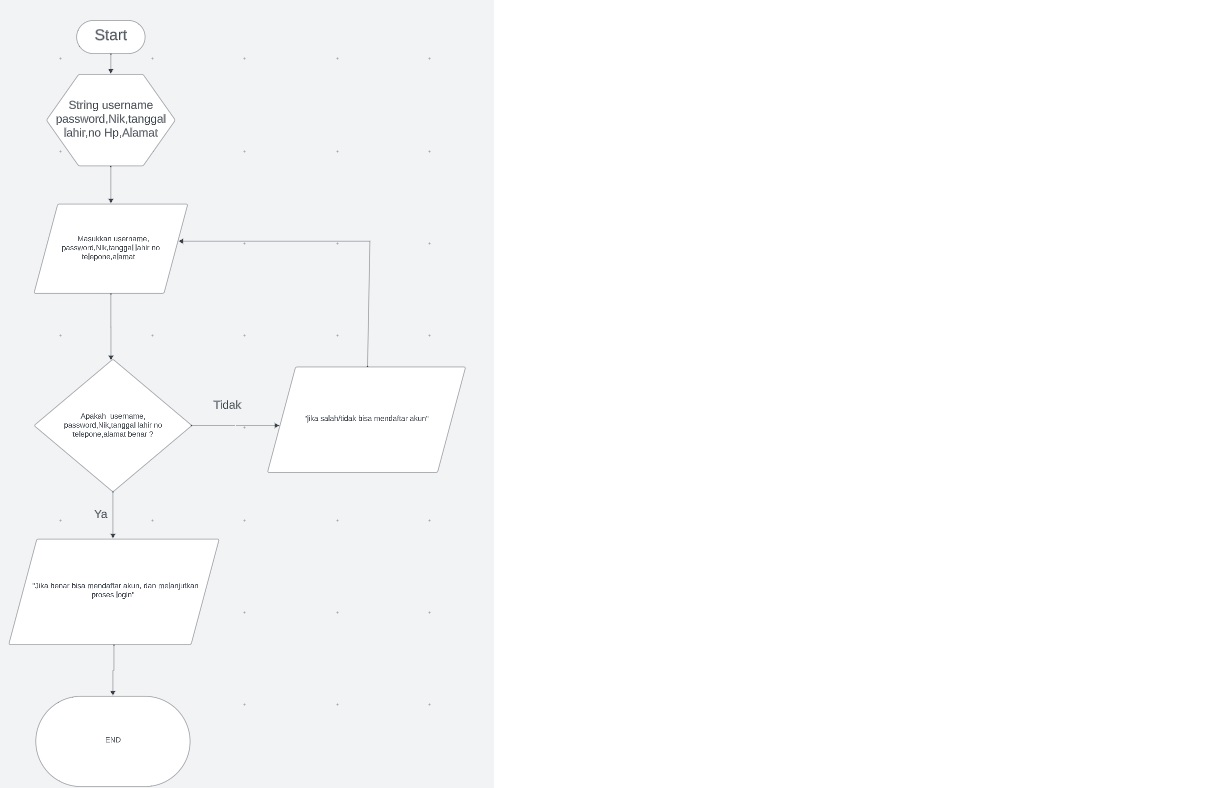 Start
String username
password,Nik,tanggal
lahir,no Hp,Alamat
Masukkan username,
password,Nik,tanggal lahir no
telepone,alamat
Apakah  username,
password,Nik,tanggal lahir no
telepone,alamat benar ?
Tidak
"jika salah/tidak bisa mendaftar akun"
Ya
"Jika benar bisa mendaftar akun, dan melanjutkan
proses login"
END